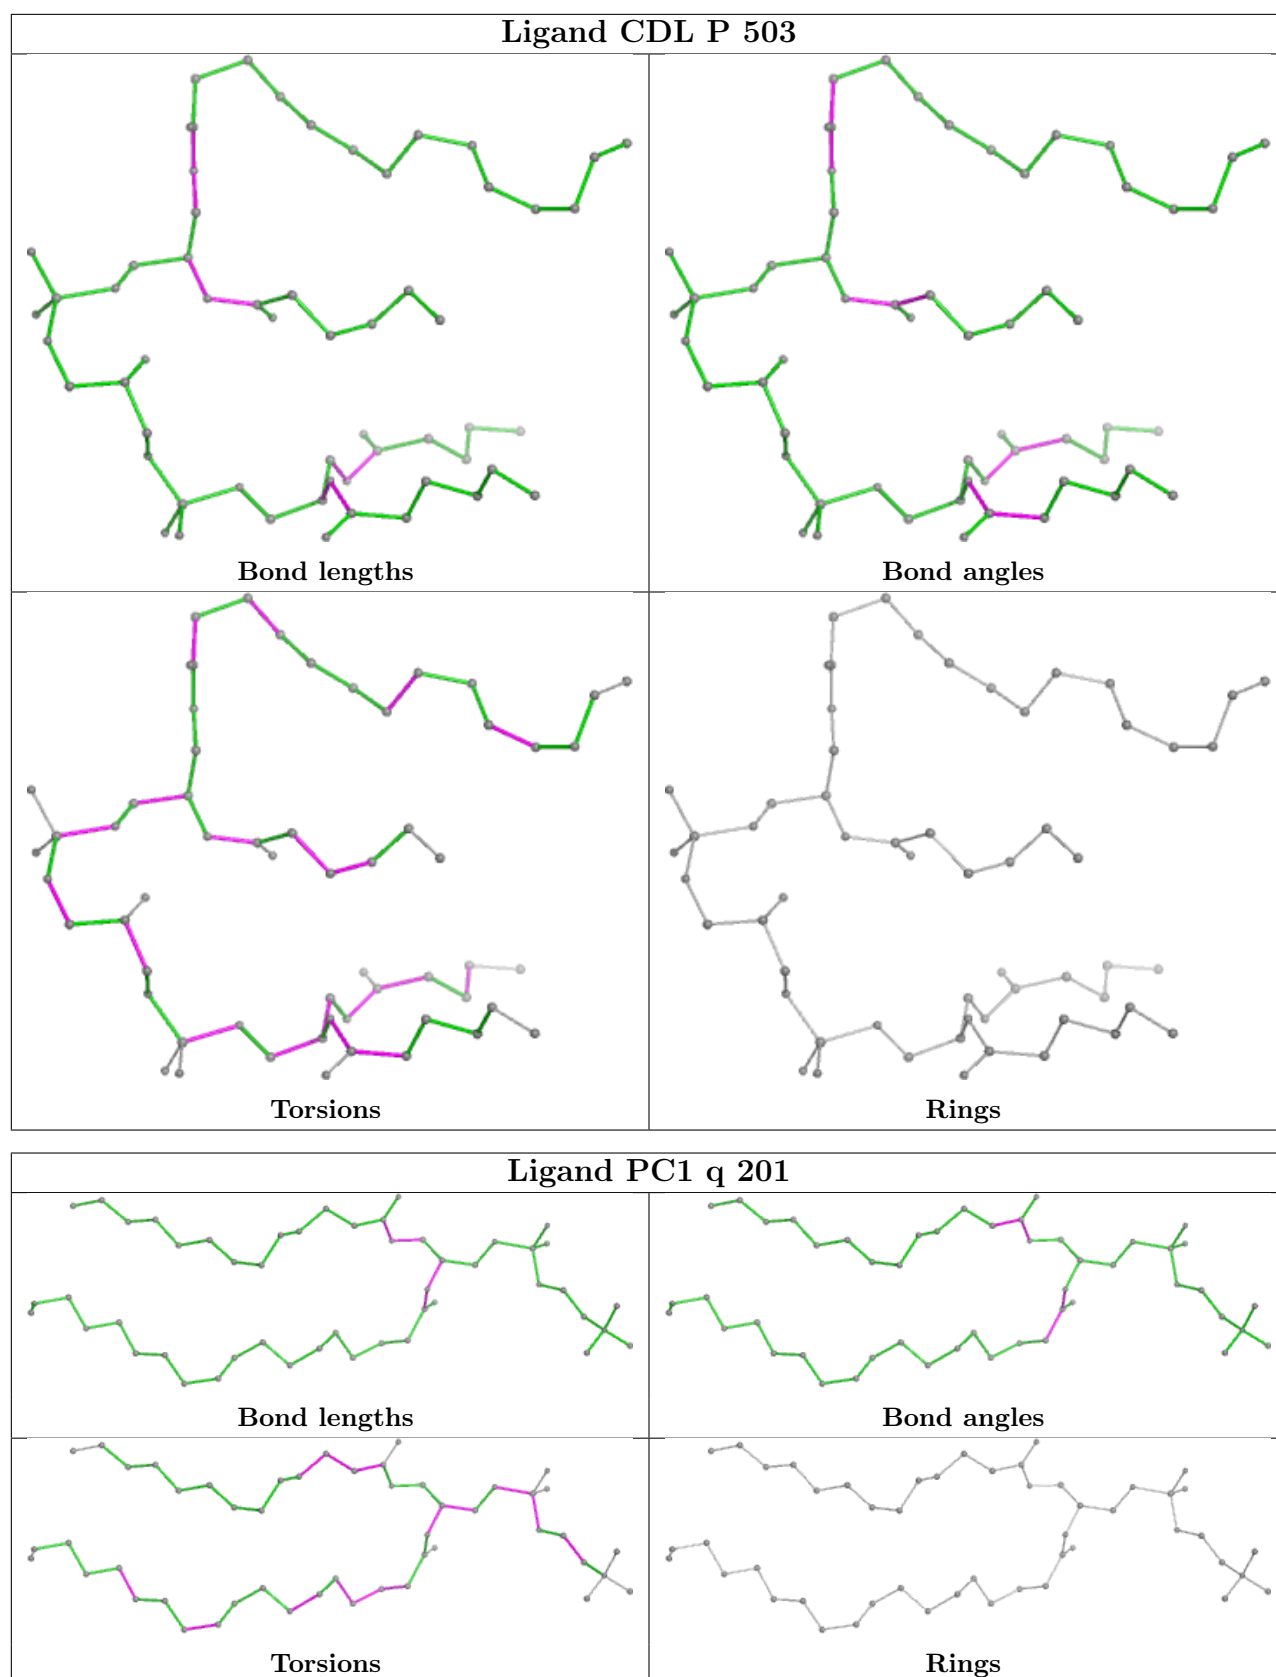 Ligand CDL P 503
Bond lengths
Bond angles
Torsions
Rings
Ligand PC1 q 201
Bond lengths
Bond angles
Torsions
Rings